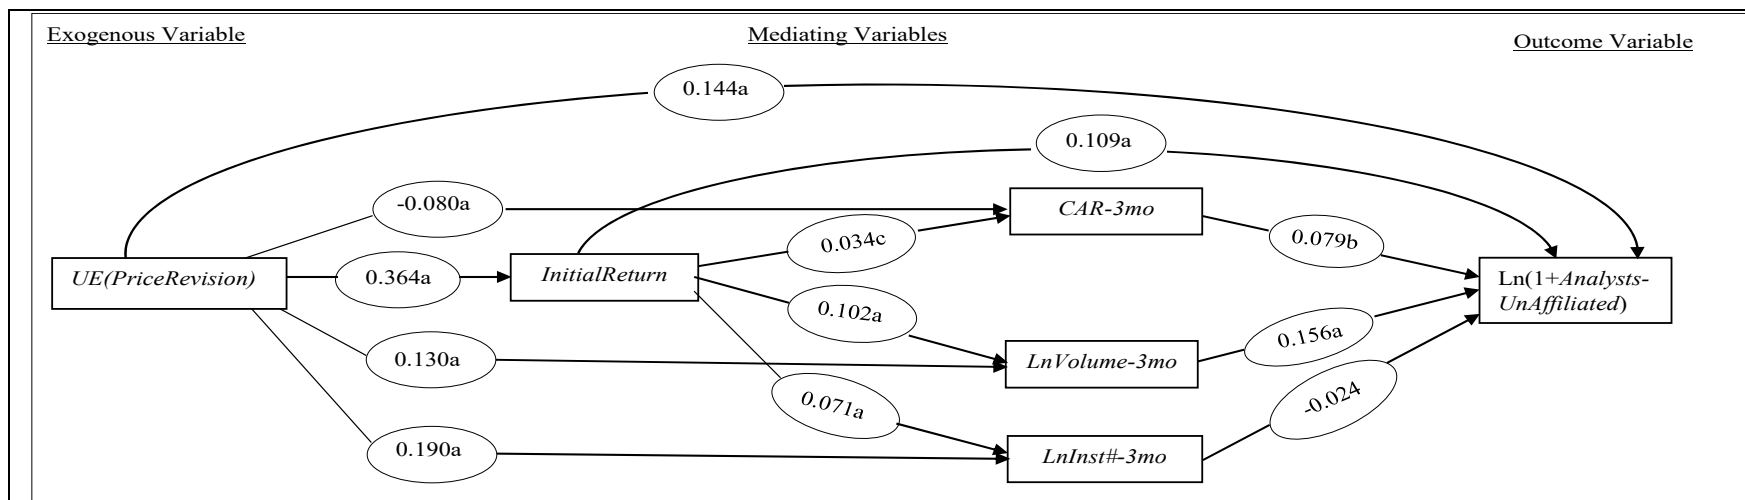 Exogenous Variable
Mediating Variables
Outcome Variable
0.144a
0.109a
-0.080a
CAR-3mo
0.034c
0.079b
UE(PriceRevision)
0.364a
InitialReturn
Ln(1+Analysts-
UnAffiliated)
0.102a
0.156a
0.130a
LnVolume-3mo
0.071a
-0.024
0.190a
LnInst#-3mo